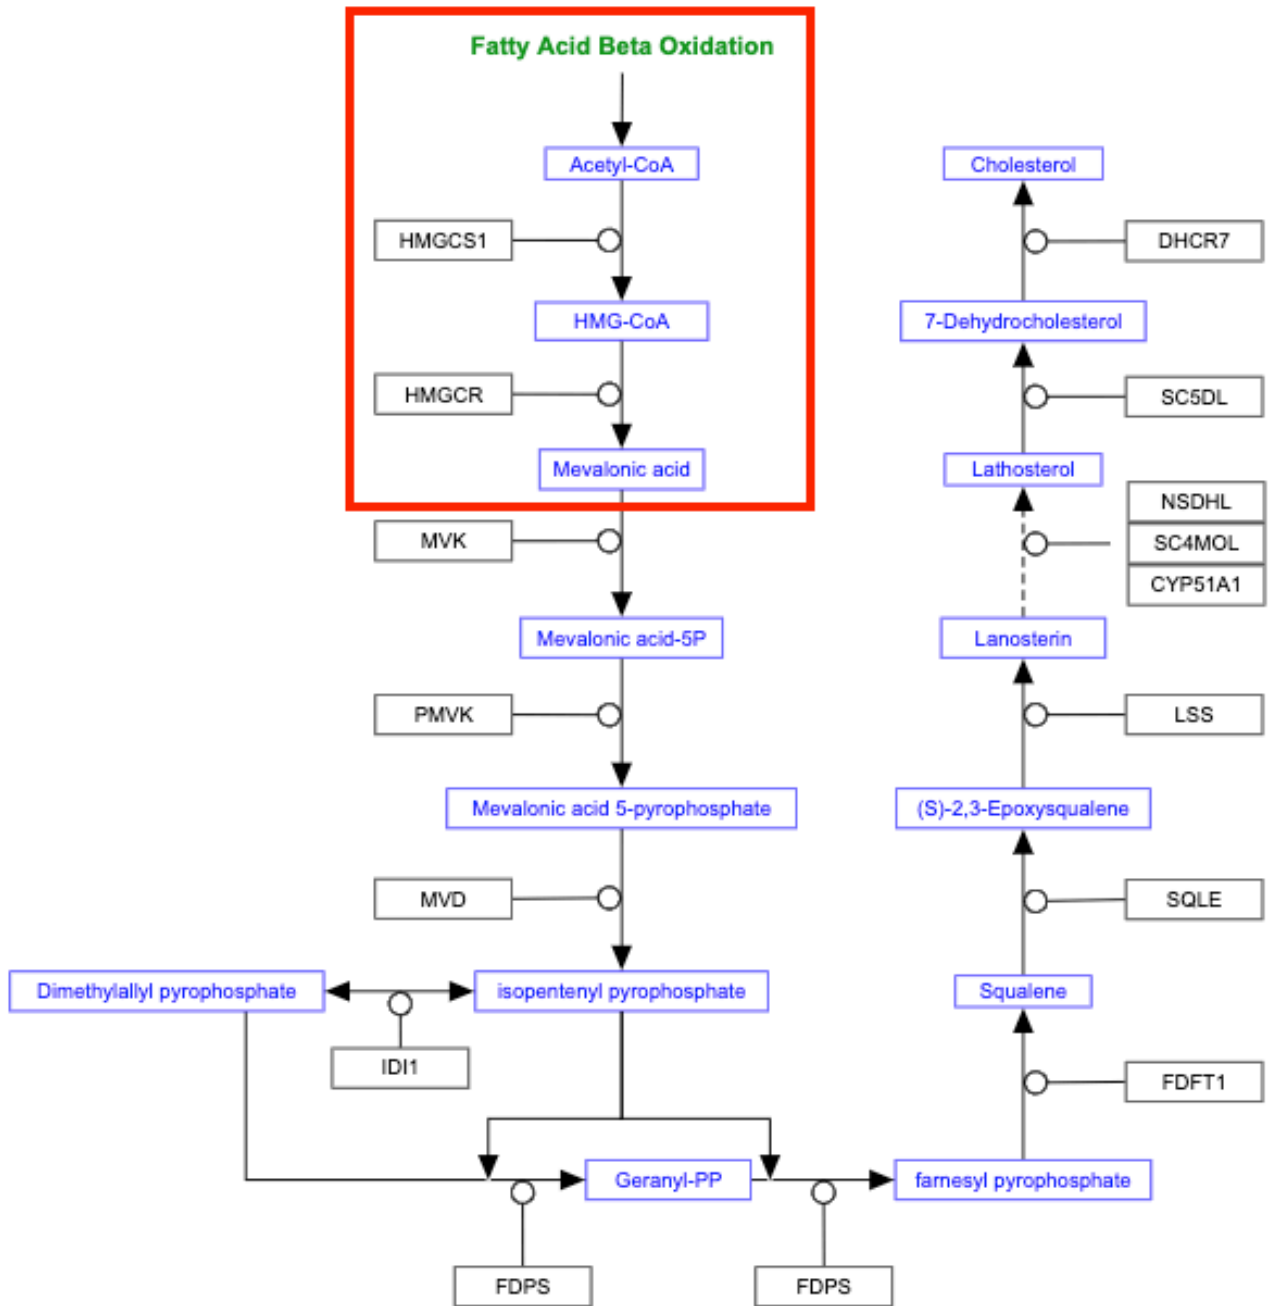 Fatty Acid Beta Oxidation
Acetyl-CoA
HMGCS1
HMG-CoA
HMGCR
Mevalonic acid
MVK
Mevalonic acid-5P
PMVK
Mevalonic acid 5-pyrophosphate
MVD
Dimethylallyl pyrophosphate
isopentenyl pyrophosphate
IDI1
Geranyl-PP
FDPS
FDPS
farnesyl pyrophosphate
FDFT1
Squalene
SQLE
(S)-2,3-Epoxysqualene
LSS
Lanosterin
NSDHL
SC4MOL
CYP51A1
Lathosterol
SC5DL
7-Dehydrocholesterol
DHCR7
Cholesterol